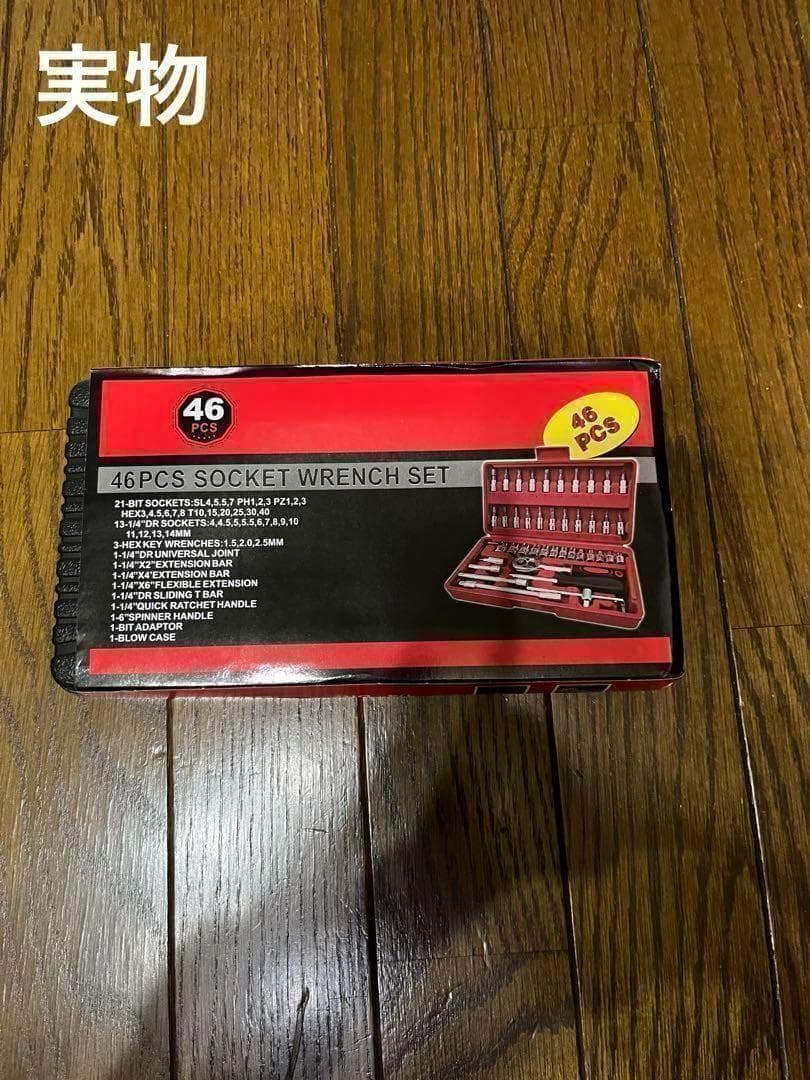 実物
46
PCS
46
PCS
46PCS SOCKET WRENCH SET
21-BIT SOCKETS:SL4,5.5,7 PH1,2,3 PZ1,2,3
HEX3,4,5,6,7,8 T10,15,20,25,30,40
13-1/4"DR SOCKETS:4,4.5,5,5.5,6,7,8,9,10
11,12,13,14MM
3-HEX KEY WRENCHES:1.5,2.0,2.5MM
1-1/4"DR UNIVERSAL JOINT
1-1/4"X2"EXTENSION BAR
1-1/4"X4'EXTENSION BAR
1-1/4"X6"FLEXIBLE EXTENSION
1-1/4"DR SLIDING T BAR
1-1/4"QUICK RATCHET HANDLE
1-6"SPINNER HANDLE
1-BIT ADAPTOR
1-BLOW CASE